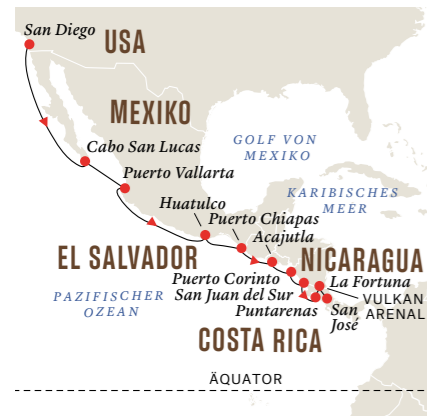 San Diego
USA
MEXIKO
GOLF VON
MEXIKO
Cabo San Lucas
Puerto Vallarta
KARIBISCHES
MEER
Huatulco
Puerto Chiapas
Acajutla
EL SALVADOR
NICARAGUA
Puerto Corinto
La Fortuna
PAZIFISCHER
OZEAN
San Juan del Sur
VULKAN
ARENAL
Puntarenas
San
José
COSTA RICA
ÄQUATOR